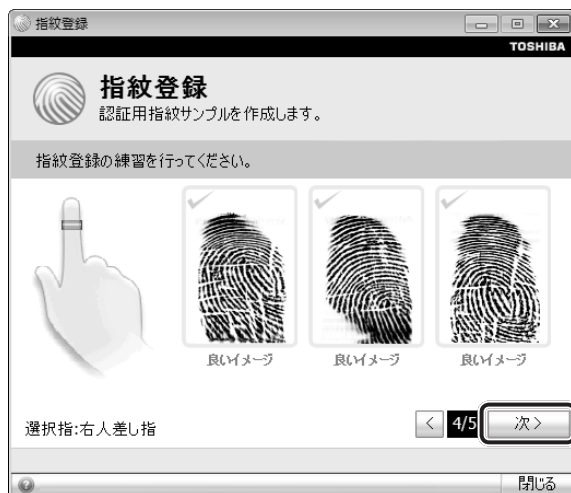 指紋登録
TOSHIBA
指紋登録
認証用指紋サンプルを作成します。
指紋登録の練習を行ってください。
良いイメージ 良いイメージ 良いイメージ
選択指:右人差し指
< 4/5 次 >
? 閉じる